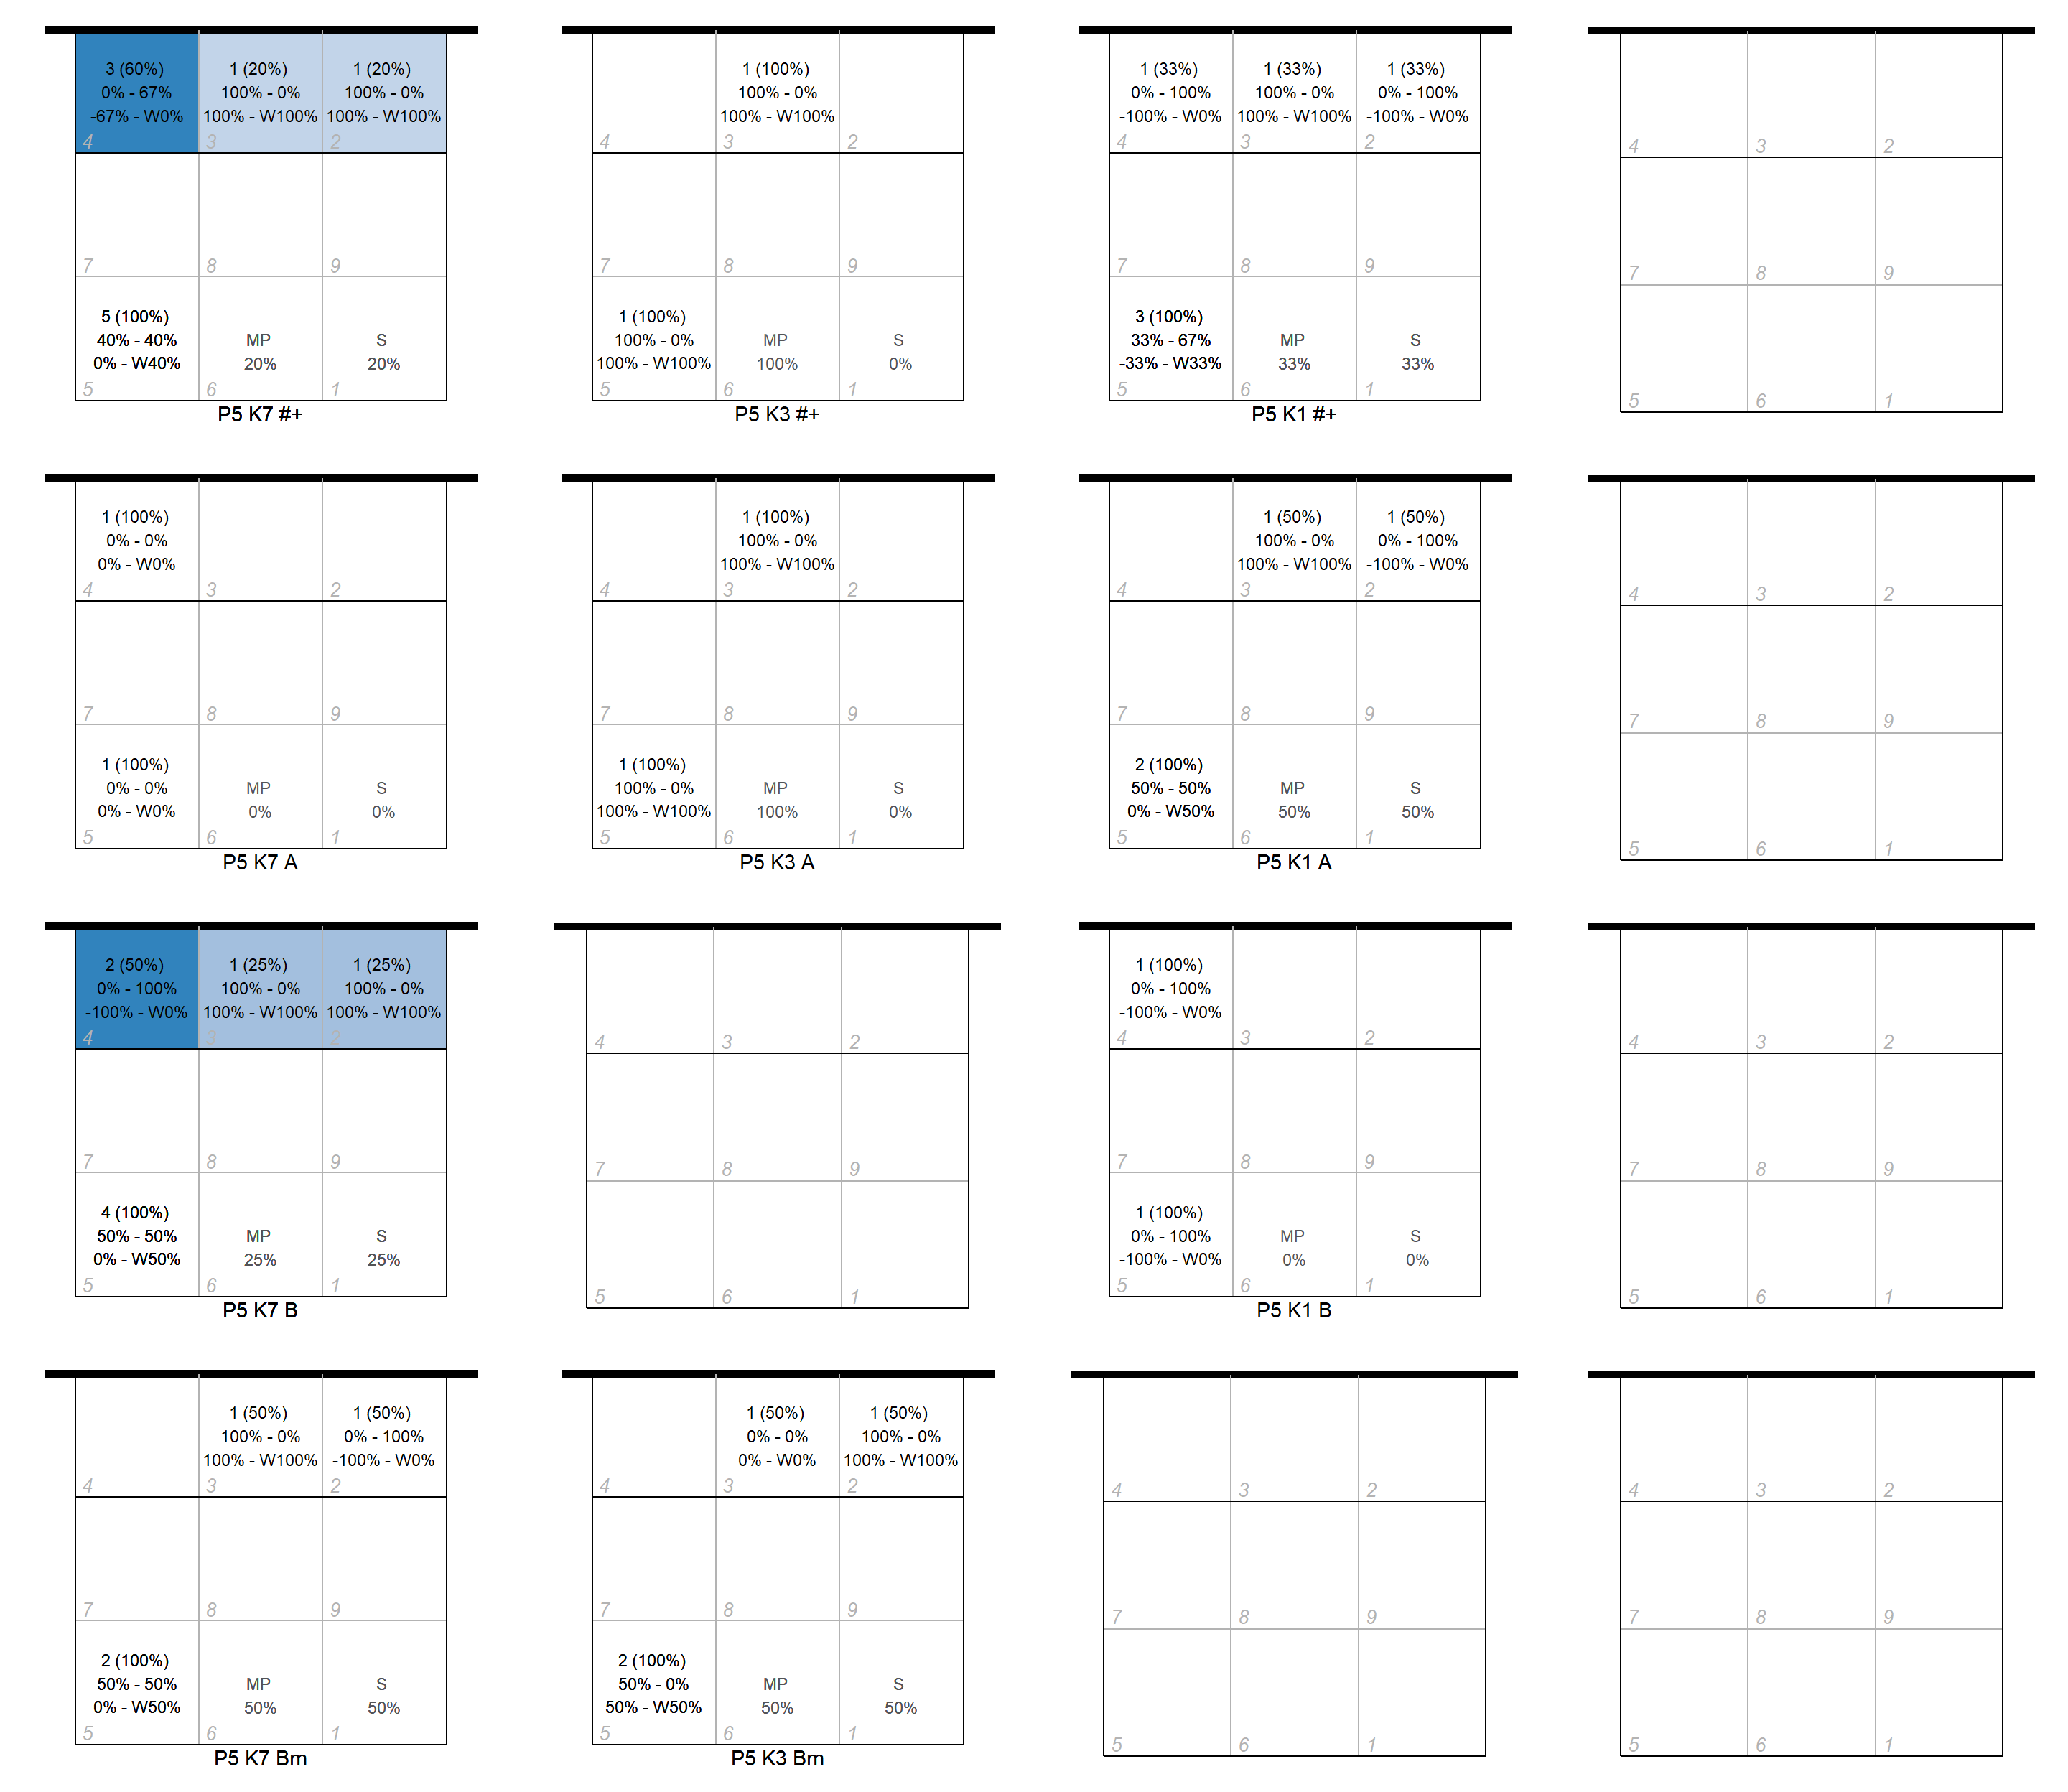 3 (60%)
0% - 67%
-67% - W0%
4
1 (20%)
100% - 0%
100% - W100%
3
1 (20%)
100% - 0%
100% - W100%
2
7
8
9
5 (100%)
40% - 40%
0% - W40%
5
MP
20%
6
S
20%
1
P5 K7 #+
4
1 (100%)
100% - 0%
100% - W100%
3
2
7
8
9
1 (100%)
100% - 0%
100% - W100%
5
MP
100%
6
S
0%
1
P5 K3 #+
1 (33%)
0% - 100%
-100% - W0%
4
1 (33%)
100% - 0%
100% - W100%
3
1 (33%)
0% - 100%
-100% - W0%
2
7
8
9
3 (100%)
33% - 67%
-33% - W33%
5
MP
33%
6
S
33%
1
P5 K1 #+
4
3
2
7
8
9
5
6
1
1 (100%)
0% - 0%
0% - W0%
4
3
2
7
8
9
1 (100%)
0% - 0%
0% - W0%
5
MP
0%
6
S
0%
1
P5 K7 A
4
1 (100%)
100% - 0%
100% - W100%
3
2
7
8
9
1 (100%)
100% - 0%
100% - W100%
5
MP
100%
6
S
0%
1
P5 K3 A
4
1 (50%)
100% - 0%
100% - W100%
3
1 (50%)
0% - 100%
-100% - W0%
2
7
8
9
2 (100%)
50% - 50%
0% - W50%
5
MP
50%
6
S
50%
1
P5 K1 A
4
3
2
7
8
9
5
6
1
2 (50%)
0% - 100%
-100% - W0%
4
1 (25%)
100% - 0%
100% - W100%
3
1 (25%)
100% - 0%
100% - W100%
2
7
8
9
4 (100%)
50% - 50%
0% - W50%
5
MP
25%
6
S
25%
1
P5 K7 B
4
3
2
7
8
9
5
6
1
1 (100%)
0% - 100%
-100% - W0%
4
3
2
7
8
9
1 (100%)
0% - 100%
-100% - W0%
5
MP
0%
6
S
0%
1
P5 K1 B
4
3
2
7
8
9
5
6
1
4
1 (50%)
100% - 0%
100% - W100%
3
1 (50%)
0% - 100%
-100% - W0%
2
7
8
9
2 (100%)
50% - 50%
0% - W50%
5
MP
50%
6
S
50%
1
P5 K7 Bm
4
1 (50%)
0% - 0%
0% - W0%
3
1 (50%)
100% - 0%
100% - W100%
2
7
8
9
2 (100%)
50% - 0%
50% - W50%
5
MP
50%
6
S
50%
1
P5 K3 Bm
4
3
2
7
8
9
5
6
1
4
3
2
7
8
9
5
6
1